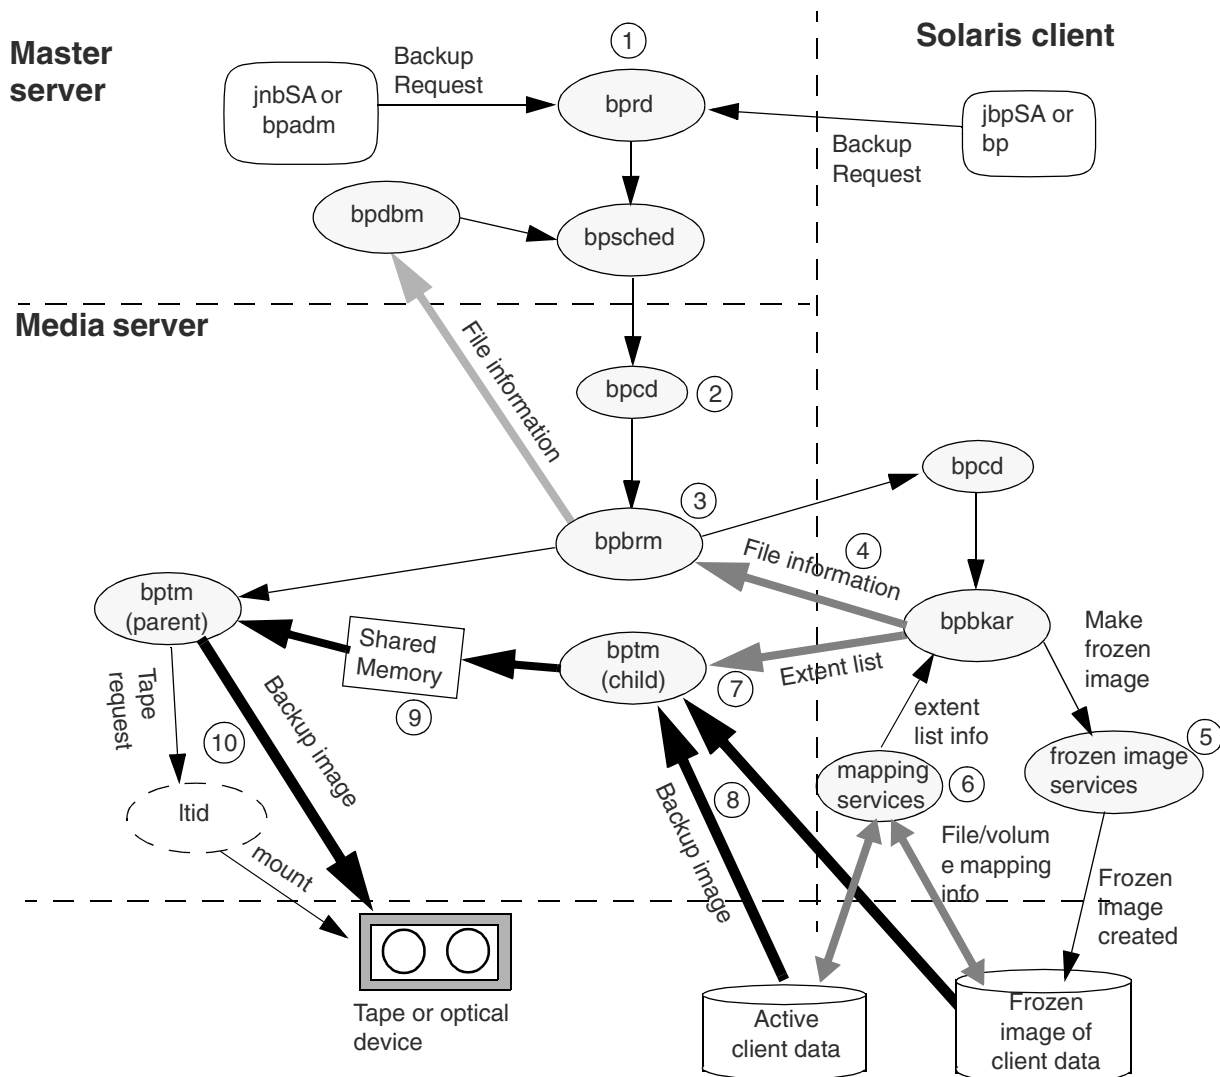 Master
server
Solaris client
1
Backup
Request
jnbSA or
bpadm
bprd
jbpSA or
bp
Backup
Request
bpdbm
bpsched
Media server
File information
bpcd
2
bpcd
3
bpbrm
4
File information
bptm
(parent)
Shared
Memory
9
bptm
(child)
Extent list
7
bpbkar
Make
frozen
image
Tape
request
10
Backup image
extent
list info
5
frozen image
services
mapping
services
6
8
Backup image
ltid
mount
File/volum
e mapping
info
Frozen
image
created
Tape or optical
device
Active
client data
Frozen
image of
client data